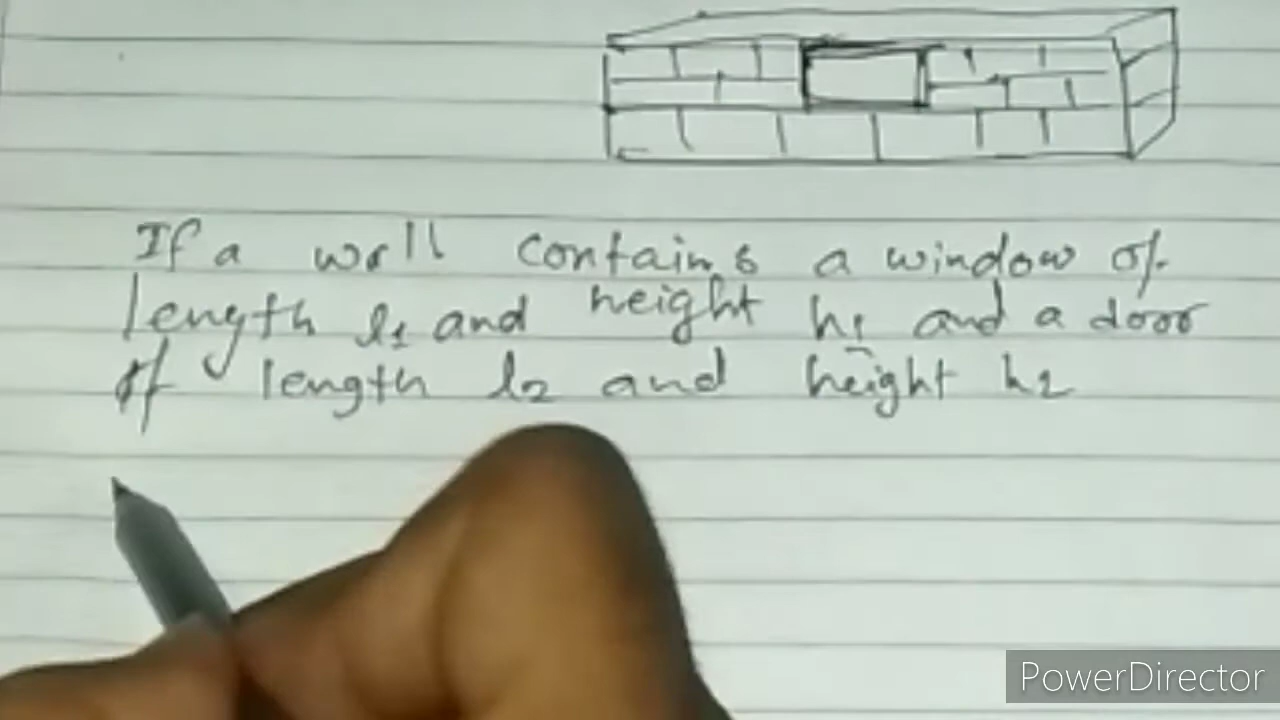 If a wall contains a window of
length l1 and height h1 and a door
of length l2 and height h2
PowerDirector